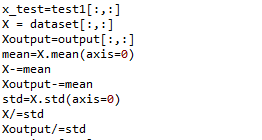 x_test=test1[:,:]
X = dataset[:,:]
Xoutput=output[:,:]
mean=X.mean(axis=0)
X-=mean
Xoutput-=mean
std=X.std(axis=0)
X/=std
Xoutput/=std